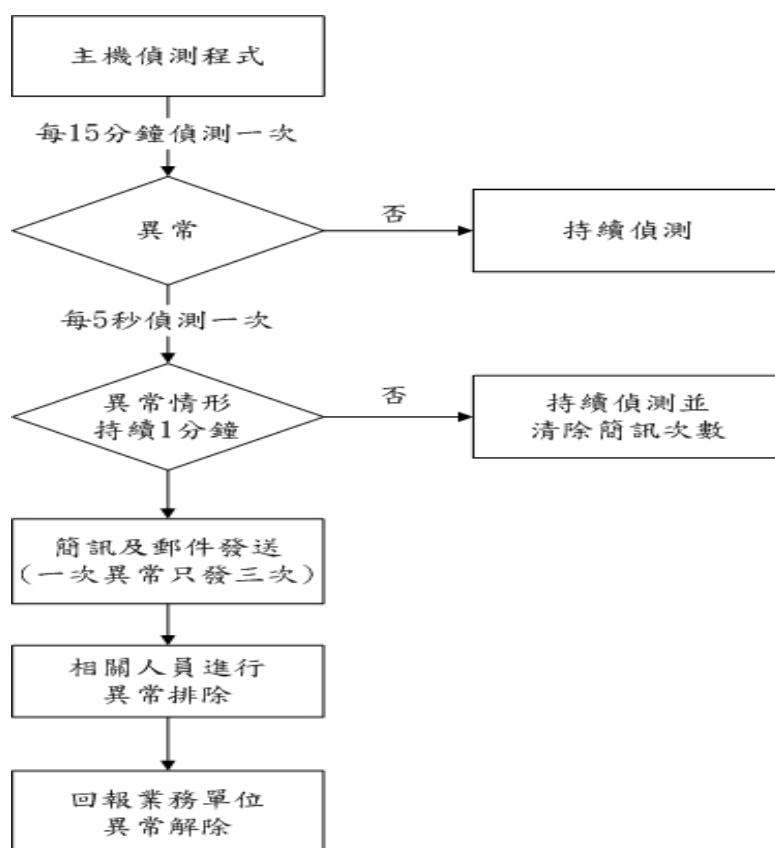 主機偵測程式
每15分鐘偵測一次
異常
否
持續偵測
每5秒偵測一次
異常情形
持續1分鐘
否
持續偵測並
清除簡訊次數
簡訊及郵件發送
(一次異常只發三次)
相關人員進行
異常排除
回報業務單位
異常解除